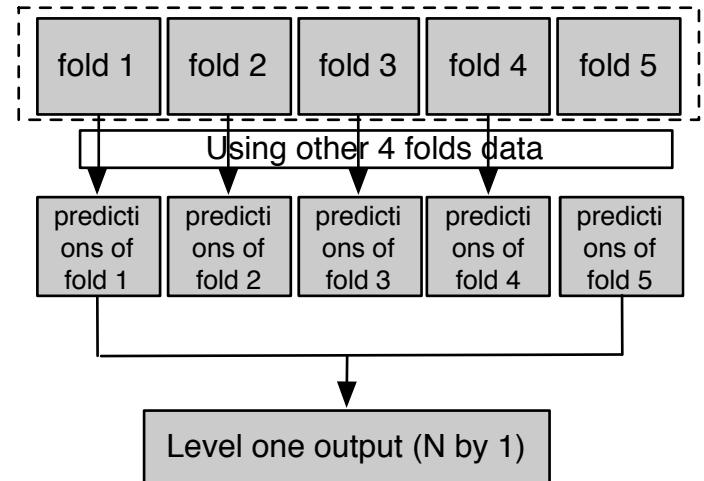 fold 1 fold 2 fold 3 fold 4 fold 5
Using other 4 folds data
predicti
ons of
fold 1
predicti
ons of
fold 2
predicti
ons of
fold 3
predicti
ons of
fold 4
predicti
ons of
fold 5
Level one output (N by 1)